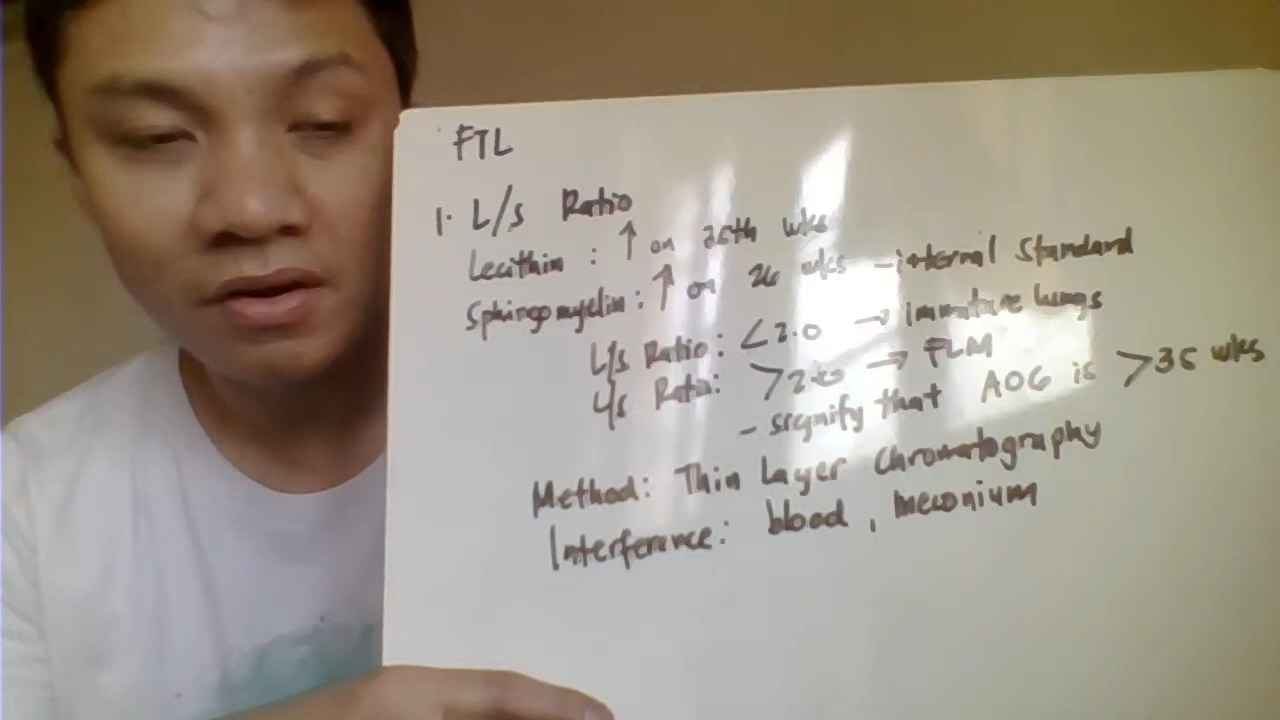 FTL
1. L/S Ratio
Lecithin : ↑ on 35th wks
Sphingomyelin : ↑ on 26 wks - internal standard
L/s Ratio : < 2.0 → immature lungs
L/s Ratio : > 2.0 → FLM
- signify that AOG is > 35 wks
Method : Thin Layer Chromatography
Interference : blood , meconium